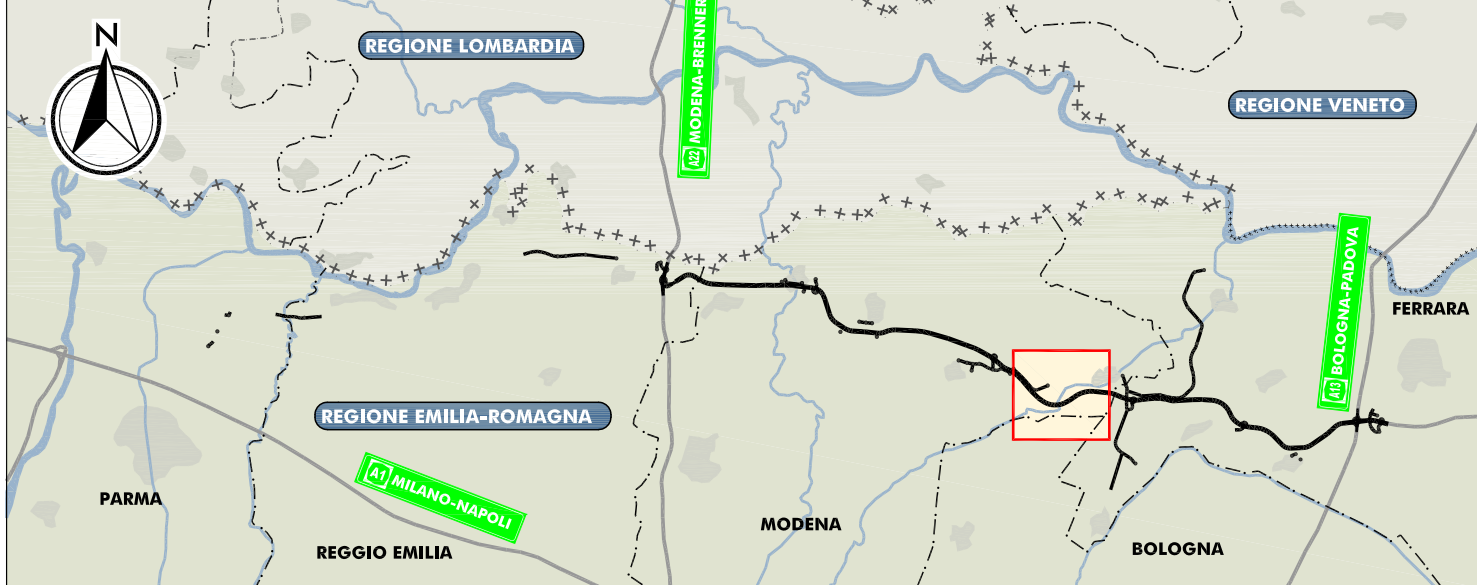 N
REGIONE LOMBARDIA
A22 MODENA-BRENNER
REGIONE VENETO
A13 BOLOGNA-PADOVA
FERRARA
REGIONE EMILIA-ROMAGNA
A1 MILANO-NAPOLI
PARMA
REGGIO EMILIA
MODENA
BOLOGNA